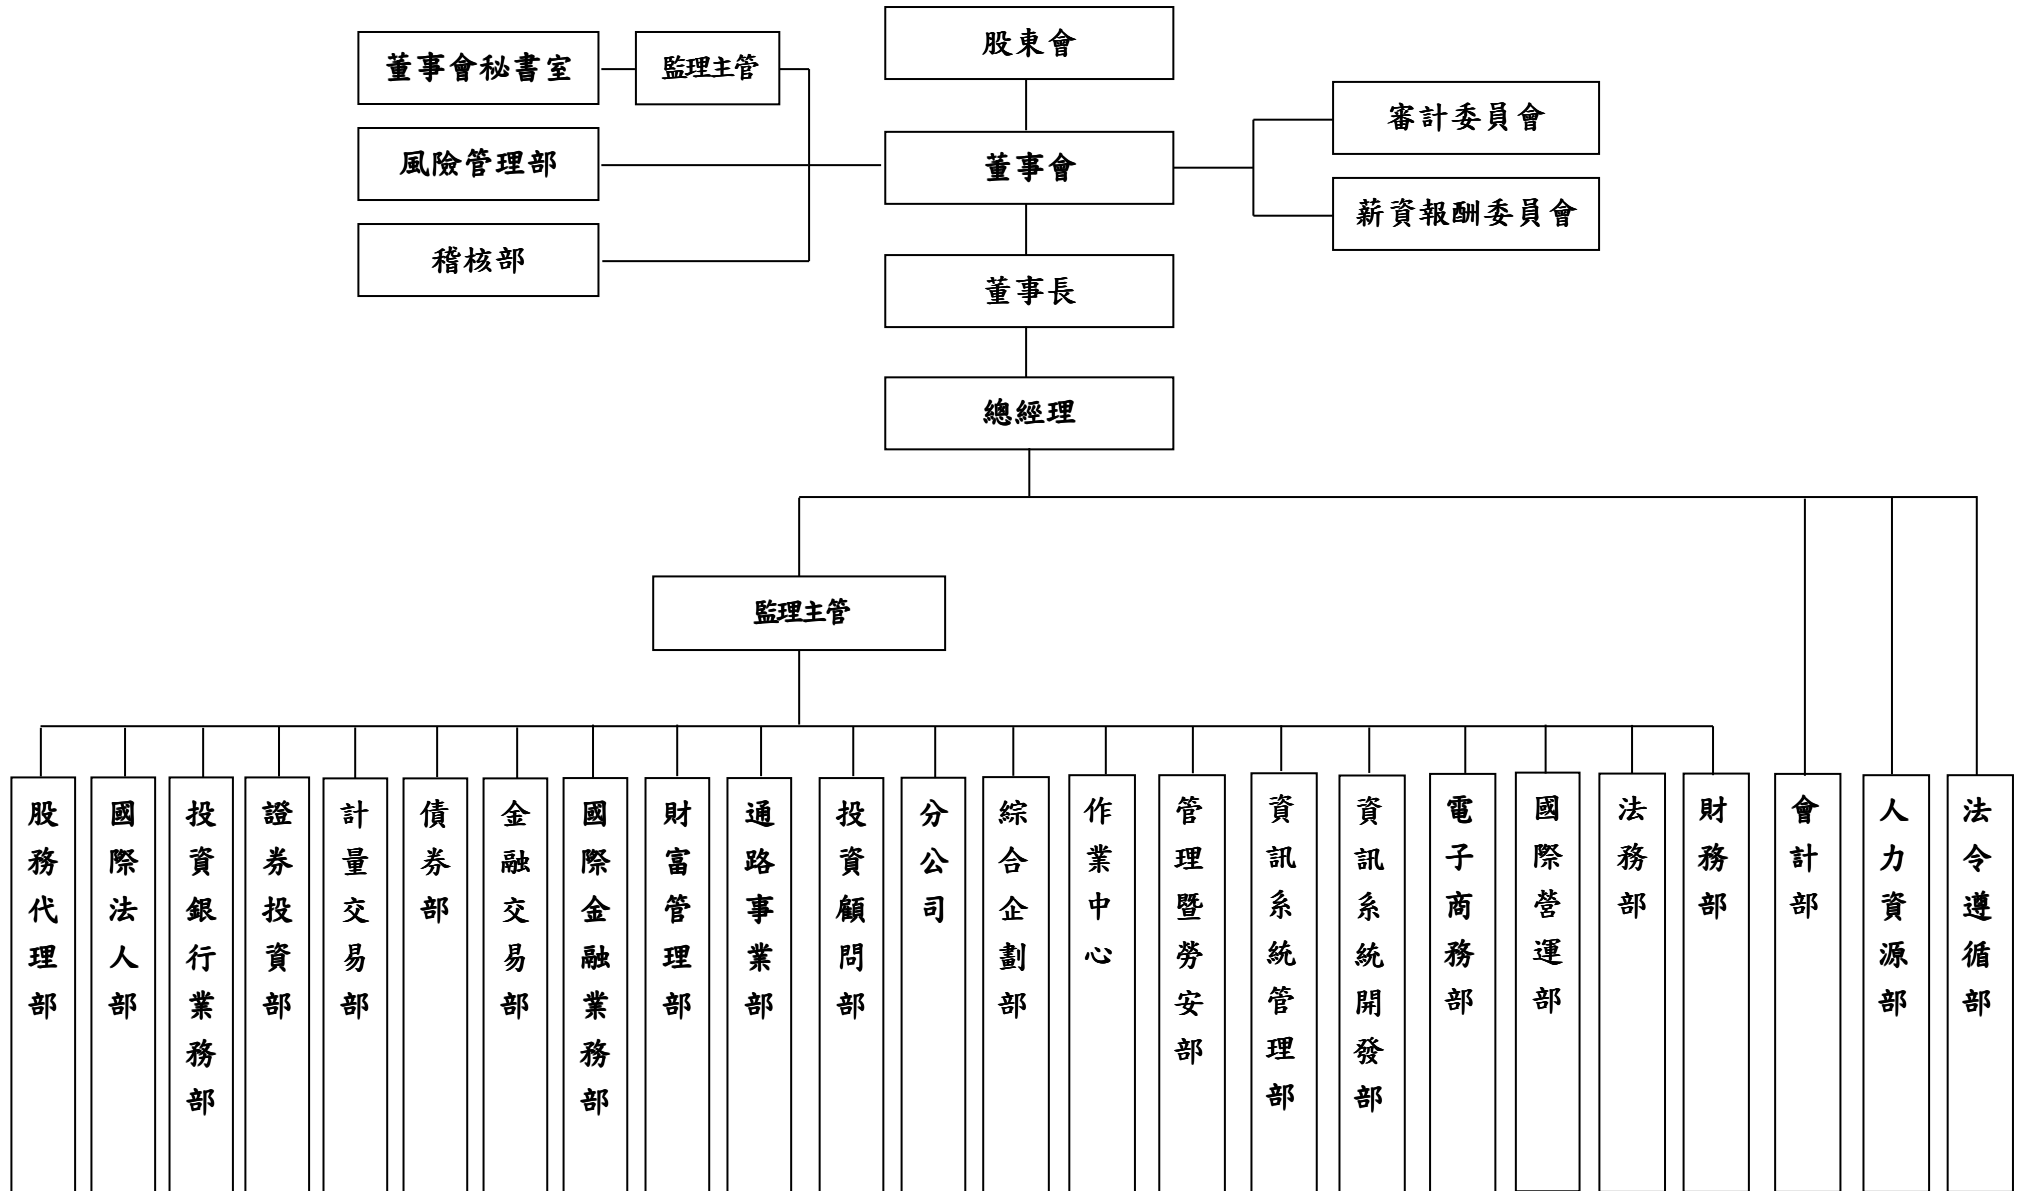 股東會
董事會秘書室
監理主管
審計委員會
風險管理部
董事會
薪資報酬委員會
稽核部
董事長
總經理
監理主管
股務代理部
國際法人部
投資銀行業務部
證券投資部
計量交易部
債券部
金融交易部
國際金融業務部
財富管理部
通路事業部
投資顧問部
分公司
綜合企劃部
作業中心
管理暨勞安部
資訊系統管理部
資訊系統開發部
電子商務部
國際營運部
法務部
財務部
會計部
人力資源部
法令遵循部